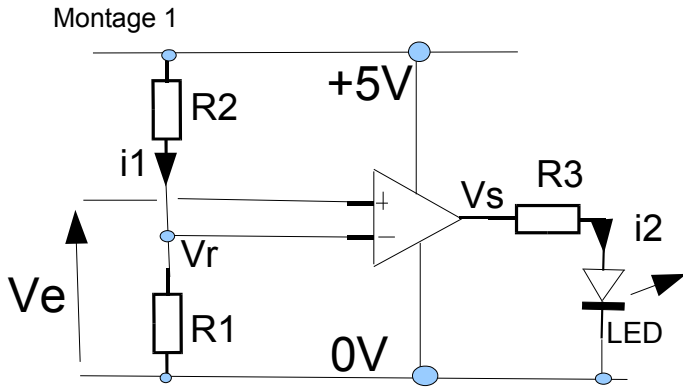 Montage 1
+5V
R2
i1
+
Vs
R3
i2
−
Vr
Ve
R1
0V
LED